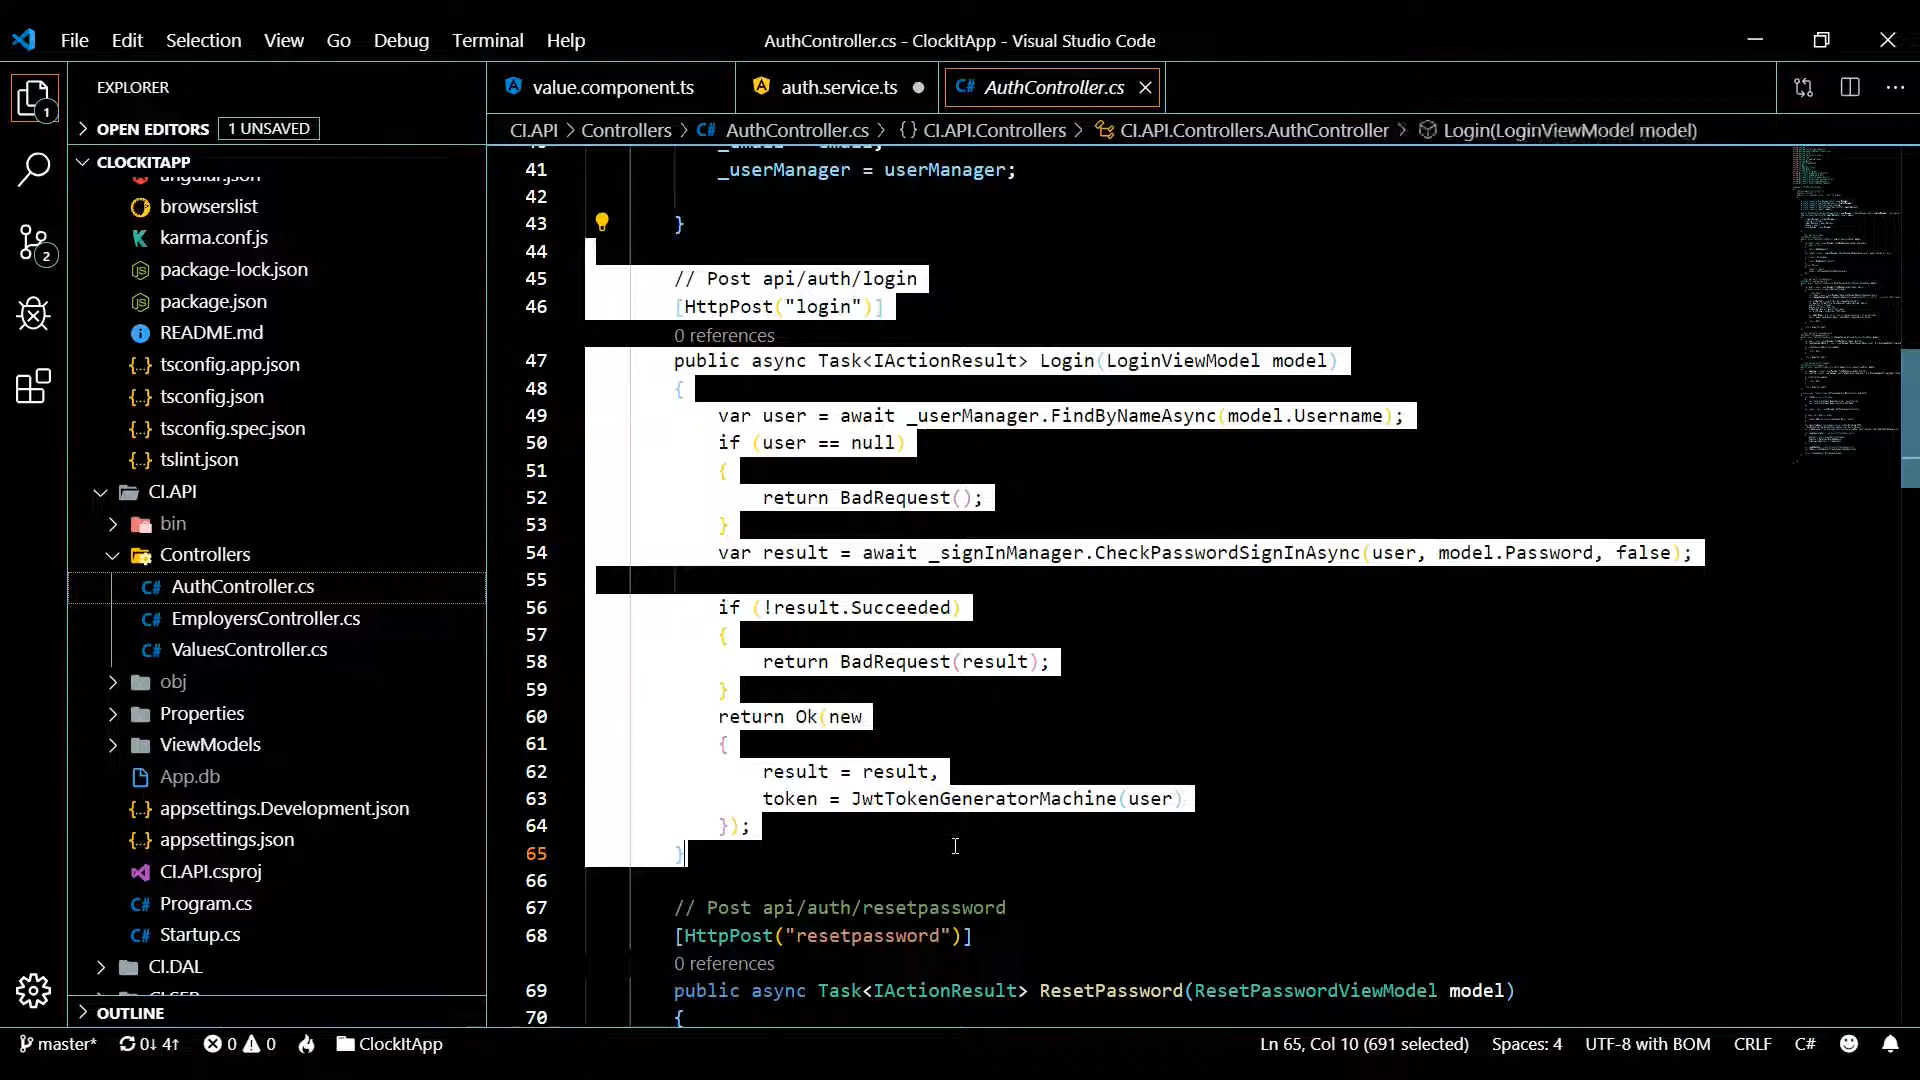 File Edit Selection View Go Debug Terminal Help
AuthController.cs - ClockItApp - Visual Studio Code
EXPLORER
OPEN EDITORS 1 UNSAVED
CLOCKITAPP
angular.json
browserslist
karma.conf.js
package-lock.json
package.json
README.md
tsconfig.app.json
tsconfig.json
tsconfig.spec.json
tslint.json
CI.API
bin
Controllers
AuthController.cs
EmployersController.cs
ValuesController.cs
obj
Properties
ViewModels
App.db
appsettings.Development.json
appsettings.json
CI.API.csproj
Program.cs
Startup.cs
CI.DAL
OUTLINE
1
2
value.component.ts auth.service.ts AuthController.cs
CI.API > Controllers > AuthController.cs > {} CI.API.Controllers > CI.API.Controllers.AuthController > Login(LoginViewModel model)
41 _userManager = userManager;
42
43 }
44
45 // Post api/auth/login
46 [HttpPost("login")]
0 references
47 public async Task<IActionResult> Login(LoginViewModel model)
48 {
49 var user = await _userManager.FindByNameAsync(model.Username);
50 if (user == null)
51 {
52 return BadRequest();
53 }
54 var result = await _signInManager.CheckPasswordSignInAsync(user, model.Password, false);
55
56 if (!result.Succeeded)
57 {
58 return BadRequest(result);
59 }
60 return Ok(new
61 {
62 result = result,
63 token = JwtTokenGeneratorMachine(user)
64 });
65 }
66
67 // Post api/auth/resetpassword
68 [HttpPost("resetpassword")]
0 references
69 public async Task<IActionResult> ResetPassword(ResetPasswordViewModel model)
70 {
master* 0↓ 4↑ 0 0 ClockItApp
Ln 65, Col 10 (691 selected) Spaces: 4 UTF-8 with BOM CRLF C#